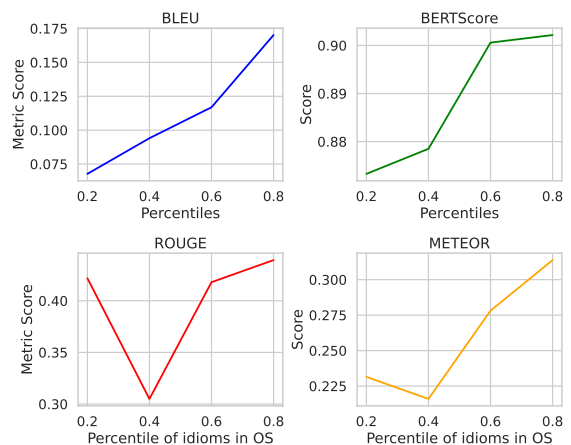 BLEU
Metric Score
0.175
0.150
0.125
0.100
0.075
0.2 0.4 0.6 0.8
Percentiles
BERTScore
Score
0.90
0.89
0.88
0.2 0.4 0.6 0.8
Percentiles
ROUGE
Metric Score
0.40
0.35
0.30
0.2 0.4 0.6 0.8
Percentile of idioms in OS
METEOR
Score
0.300
0.275
0.250
0.225
0.2 0.4 0.6 0.8
Percentile of idioms in OS